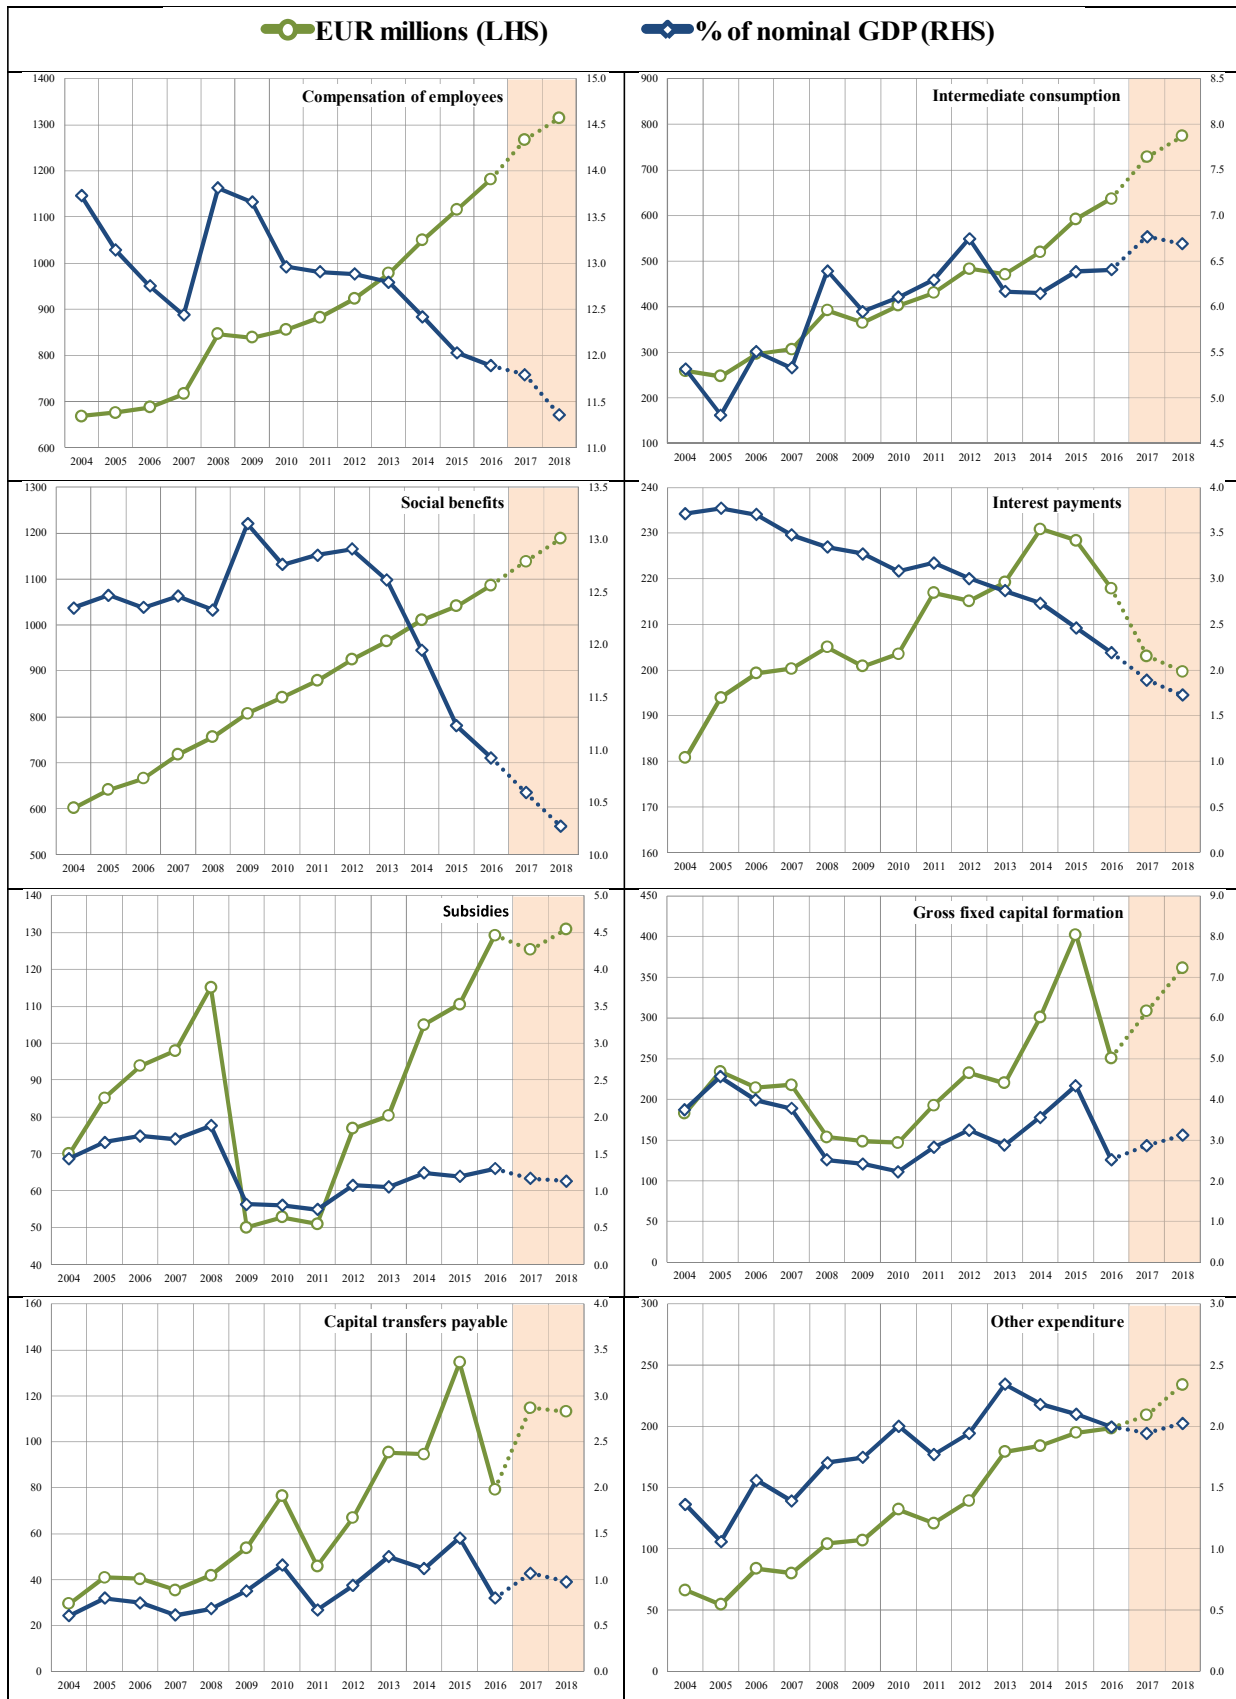 EUR millions (LHS) % of nominal GDP (RHS)
Compensation of employees
1400 1300 1200 1100 1000 900 800 700 600
15.0 14.5 14.0 13.5 13.0 12.5 12.0 11.5 11.0
2004 2005 2006 2007 2008 2009 2010 2011 2012 2013 2014 2015 2016 2017 2018
Intermediate consumption
900 800 700 600 500 400 300 200 100
8.5 8.0 7.5 7.0 6.5 6.0 5.5 5.0 4.5
2004 2005 2006 2007 2008 2009 2010 2011 2012 2013 2014 2015 2016 2017 2018
Social benefits
1300 1200 1100 1000 900 800 700 600 500
13.5 13.0 12.5 12.0 11.5 11.0 10.5 10.0
2004 2005 2006 2007 2008 2009 2010 2011 2012 2013 2014 2015 2016 2017 2018
Interest payments
240 230 220 210 200 190 180 170 160
4.0 3.5 3.0 2.5 2.0 1.5 1.0 0.5 0.0
2004 2005 2006 2007 2008 2009 2010 2011 2012 2013 2014 2015 2016 2017 2018
Subsidies
140 130 120 110 100 90 80 70 60 50 40
5.0 4.5 4.0 3.5 3.0 2.5 2.0 1.5 1.0 0.5 0.0
2004 2005 2006 2007 2008 2009 2010 2011 2012 2013 2014 2015 2016 2017 2018
Gross fixed capital formation
450 400 350 300 250 200 150 100 50 0
9.0 8.0 7.0 6.0 5.0 4.0 3.0 2.0 1.0 0.0
2004 2005 2006 2007 2008 2009 2010 2011 2012 2013 2014 2015 2016 2017 2018
Capital transfers payable
160 140 120 100 80 60 40 20 0
4.0 3.5 3.0 2.5 2.0 1.5 1.0 0.5 0.0
2004 2005 2006 2007 2008 2009 2010 2011 2012 2013 2014 2015 2016 2017 2018
Other expenditure
300 250 200 150 100 50 0
3.0 2.5 2.0 1.5 1.0 0.5 0.0
2004 2005 2006 2007 2008 2009 2010 2011 2012 2013 2014 2015 2016 2017 2018